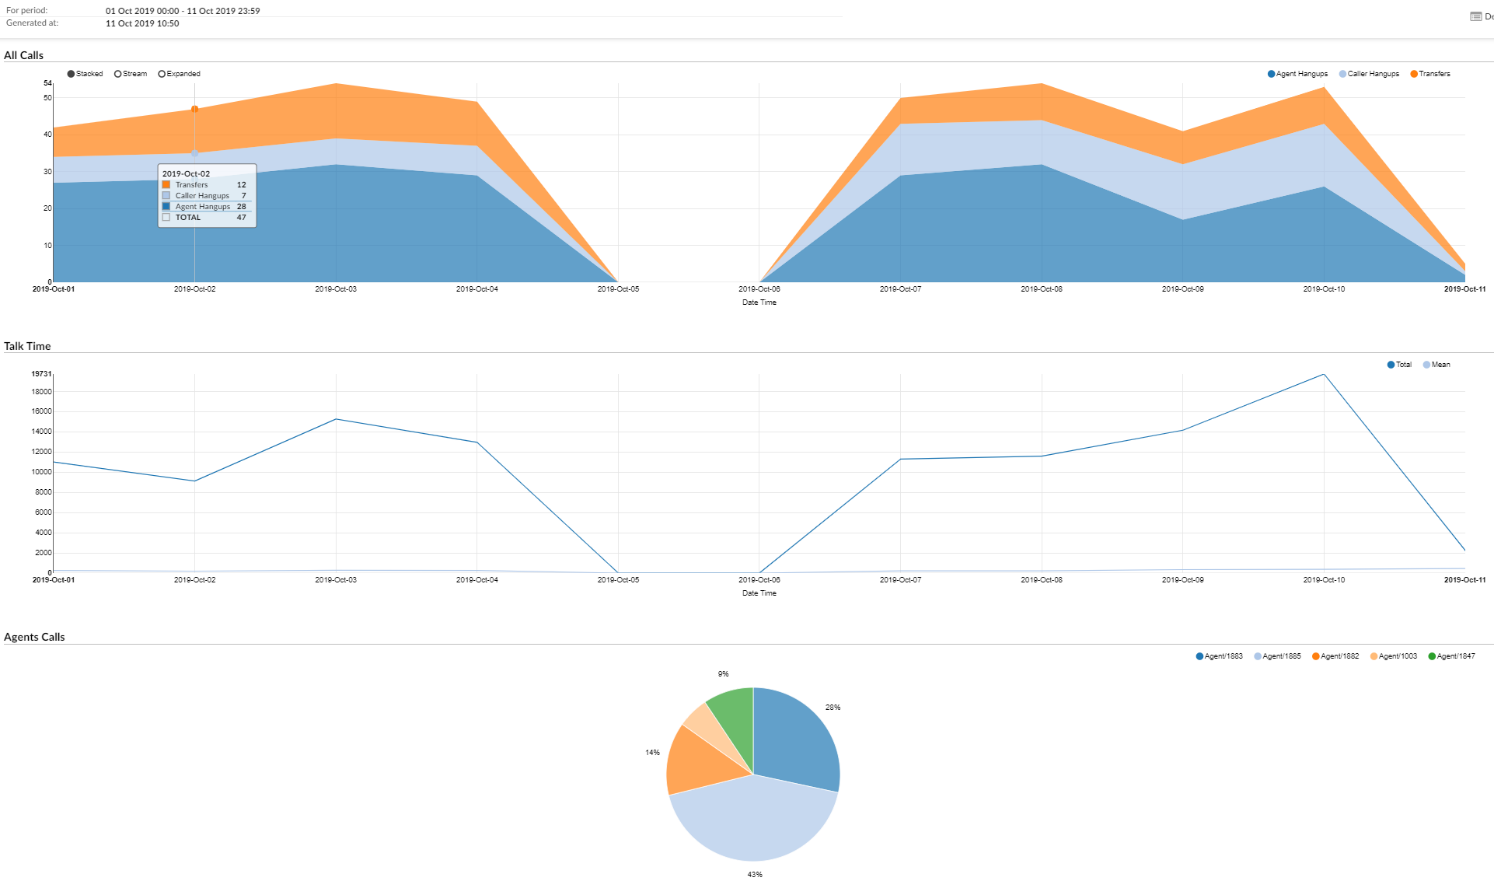 For period: 01 Oct 2019 00:00 - 11 Oct 2019 23:59
Generated at: 11 Oct 2019 10:50
All Calls
Stacked Stream Expanded
Agent Hangups Caller Hangups Transfers
54
50
40
30
20
10
0
2019-Oct-02
Transfers 12
Caller Hangups 7
Agent Hangups 28
TOTAL 47
2019-Oct-01 2019-Oct-02 2019-Oct-03 2019-Oct-04 2019-Oct-05 2019-Oct-06 2019-Oct-07 2019-Oct-08 2019-Oct-09 2019-Oct-10 2019-Oct-11
Date Time
Talk Time
Total Mean
19731
18000
16000
14000
12000
10000
8000
6000
4000
2000
0
2019-Oct-01 2019-Oct-02 2019-Oct-03 2019-Oct-04 2019-Oct-05 2019-Oct-06 2019-Oct-07 2019-Oct-08 2019-Oct-09 2019-Oct-10 2019-Oct-11
Date Time
Agents Calls
Agent/1883 Agent/1885 Agent/1882 Agent/1003 Agent/1847
9%
28%
14%
43%